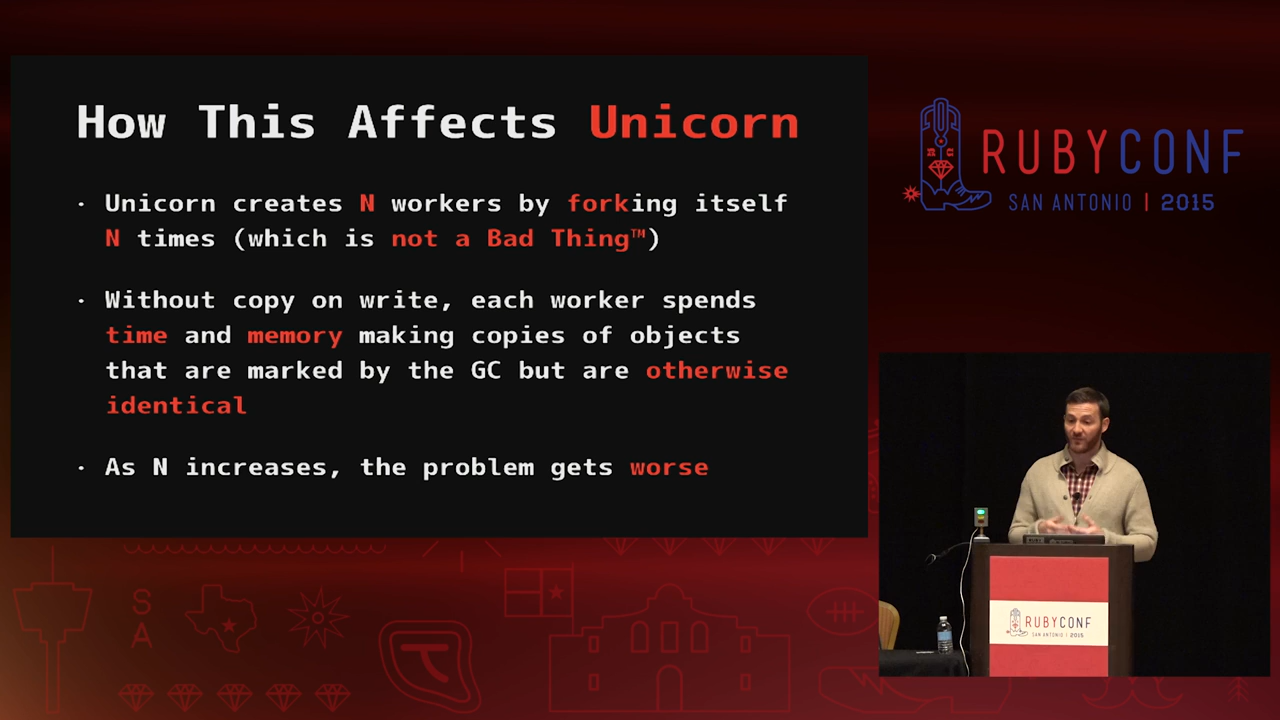 How This Affects Unicorn
· Unicorn creates N workers by forking itself
N times (which is not a Bad Thing™)
· Without copy on write, each worker spends
time and memory making copies of objects
that are marked by the GC but are otherwise
identical
· As N increases, the problem gets worse
RUBYCONF
SAN ANTONIO | 2015
RUBYCONF
SAN ANTONIO | 2015
S
A